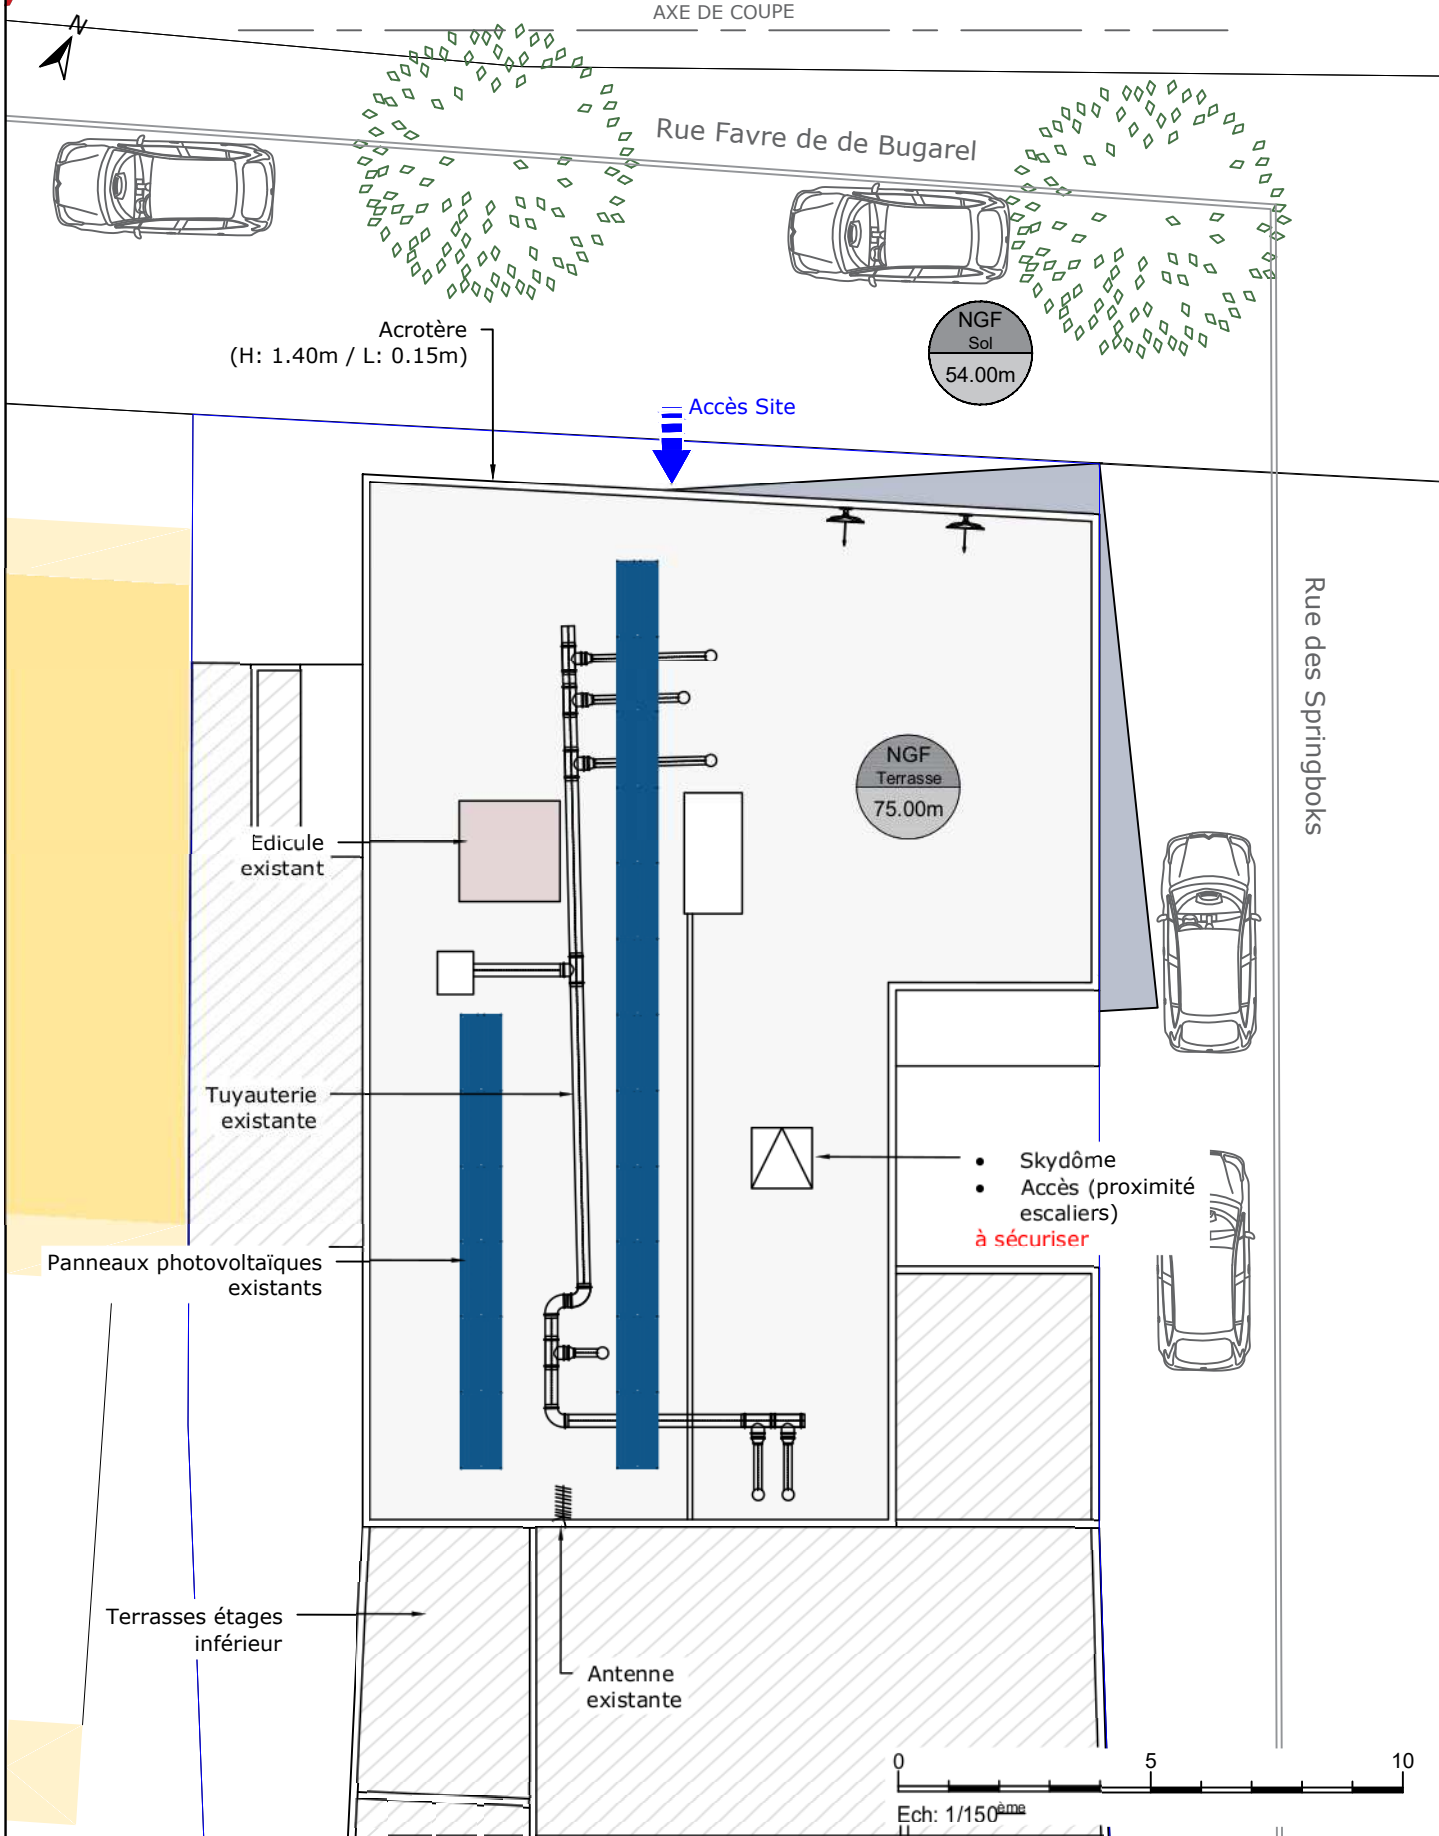 AXE DE COUPE
N
Rue Favre de de Bugarel
Acrotère
(H: 1.40m / L: 0.15m)
NGF
Sol
54.00m
Accès Site
Rue des Springboks
NGF
Terrasse
75.00m
Edicule
existant
Tuyauterie
existante
• Skydôme
• Accès (proximité
escaliers)
à sécuriser
Panneaux photovoltaïques
existants
Terrasses étages
inférieur
Antenne
existante
0 5 10
Ech: 1/150ème